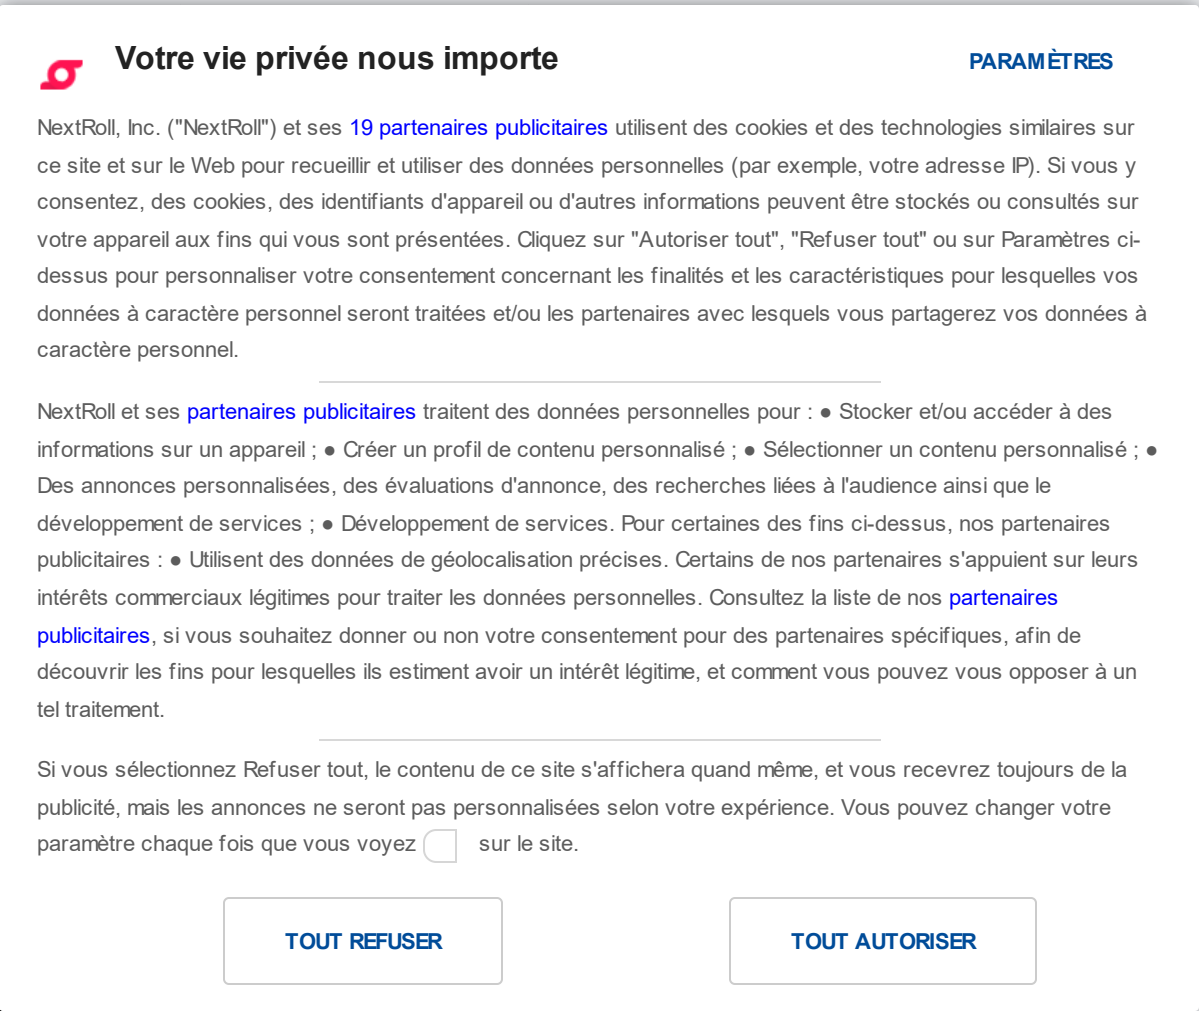 Votre vie privée nous importe
PARAMÈTRES
NextRoll, Inc. ("NextRoll") et ses 19 partenaires publicitaires utilisent des cookies et des technologies similaires sur
ce site et sur le Web pour recueillir et utiliser des données personnelles (par exemple, votre adresse IP). Si vous y
consentez, des cookies, des identifiants d'appareil ou d'autres informations peuvent être stockés ou consultés sur
votre appareil aux fins qui vous sont présentées. Cliquez sur "Autoriser tout", "Refuser tout" ou sur Paramètres ci-
dessus pour personnaliser votre consentement concernant les finalités et les caractéristiques pour lesquelles vos
données à caractère personnel seront traitées et/ou les partenaires avec lesquels vous partagerez vos données à
caractère personnel.
NextRoll et ses partenaires publicitaires traitent des données personnelles pour : ● Stocker et/ou accéder à des
informations sur un appareil ; ● Créer un profil de contenu personnalisé ; ● Sélectionner un contenu personnalisé ; ●
Des annonces personnalisées, des évaluations d'annonce, des recherches liées à l'audience ainsi que le
développement de services ; ● Développement de services. Pour certaines des fins ci-dessus, nos partenaires
publicitaires : ● Utilisent des données de géolocalisation précises. Certains de nos partenaires s'appuient sur leurs
intérêts commerciaux légitimes pour traiter les données personnelles. Consultez la liste de nos partenaires
publicitaires, si vous souhaitez donner ou non votre consentement pour des partenaires spécifiques, afin de
découvrir les fins pour lesquelles ils estiment avoir un intérêt légitime, et comment vous pouvez vous opposer à un
tel traitement.
Si vous sélectionnez Refuser tout, le contenu de ce site s'affichera quand même, et vous recevrez toujours de la
publicité, mais les annonces ne seront pas personnalisées selon votre expérience. Vous pouvez changer votre
paramètre chaque fois que vous voyez sur le site.
TOUT REFUSER
TOUT AUTORISER